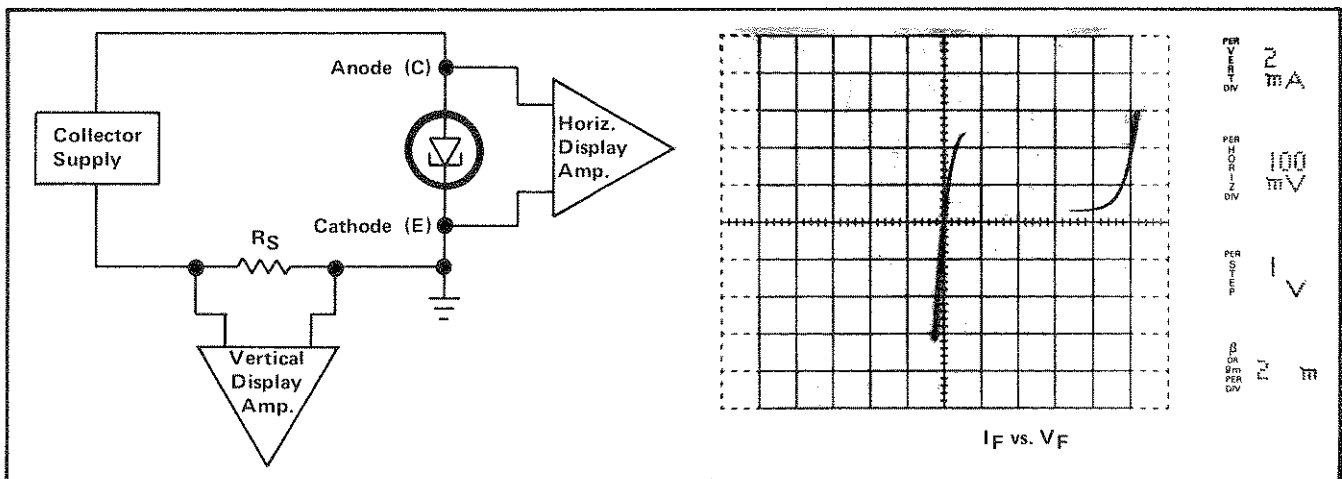 Anode (C)
Collector
Supply
Horiz.
Display
Amp.
Cathode (E)
RS
Vertical
Display
Amp.
PER
VERT
DIV
2
mA
PER
HORIZ
DIV
100
mV
PER
STEP
1
V
β
OR
gm
PER
DIV
2 m
IF vs. VF